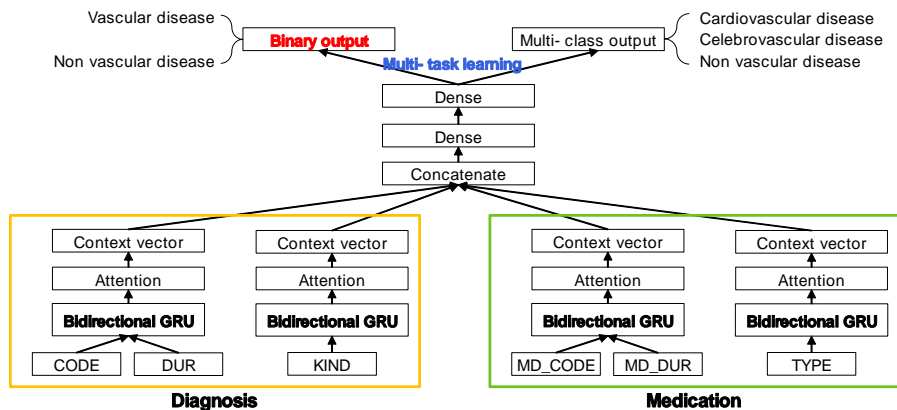 Vascular disease
Non vascular disease
Binary output
Multi- class output
Cardiovascular disease
Celebrovascular disease
Non vascular disease
Multi- task learning
Dense
Dense
Concatenate
Context vector
Context vector
Context vector
Context vector
Attention
Attention
Attention
Attention
Bidirectional GRU
Bidirectional GRU
Bidirectional GRU
Bidirectional GRU
CODE
DUR
KIND
MD_CODE
MD_DUR
TYPE
Diagnosis
Medication